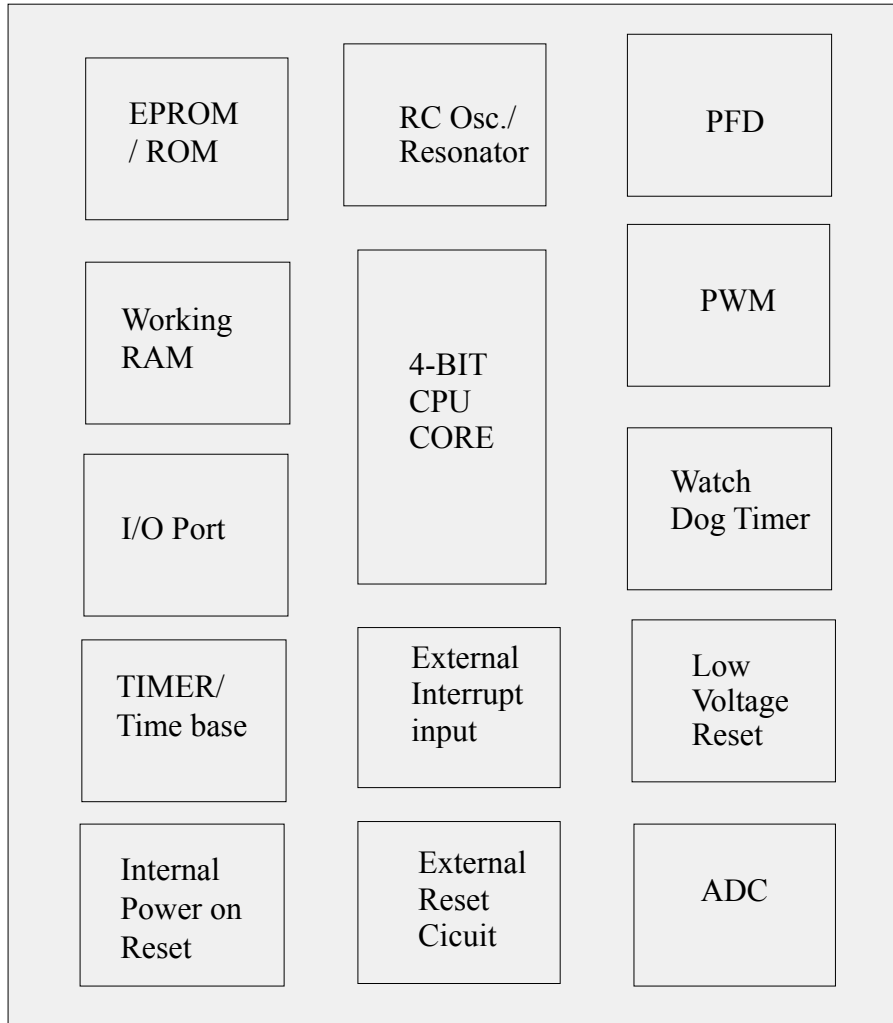 EPROM
/ ROM
RC Osc./
Resonator
PFD
Working
RAM
4-BIT
CPU
CORE
PWM
I/O Port
Watch
Dog Timer
TIMER/
Time base
External
Interrupt
input
Low
Voltage
Reset
Internal
Power on
Reset
External
Reset
Cicuit
ADC